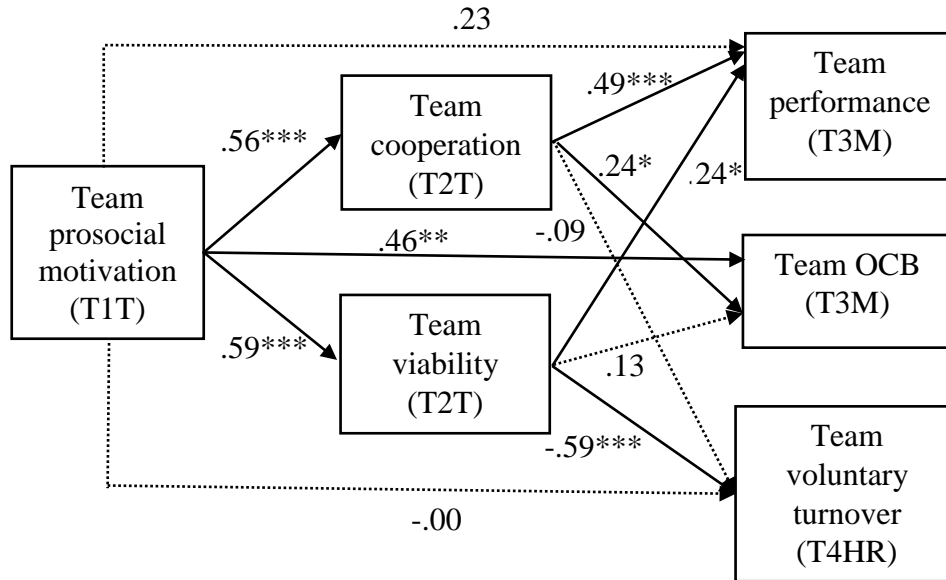 .23
Team
performance
(T3M)
Team
cooperation
(T2T)
.49***
.56***
.24*
.24*
Team
prosocial
motivation
(T1T)
-.09
.46**
Team OCB
(T3M)
.59***
Team
viability
(T2T)
.13
-.59***
Team
voluntary
turnover
(T4HR)
-.00